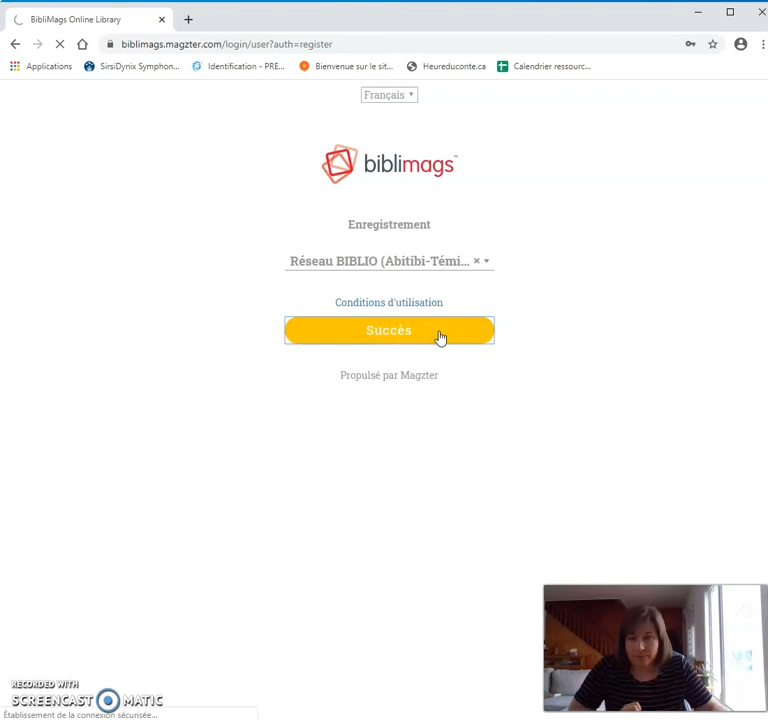 BibliMags Online Library
biblimags.magzter.com/login/user?auth=register
Applications SirsiDynix Symphon... Identification - PRE... Bienvenue sur le sit... Heureduconte.ca Calendrier ressourc...
Français
biblimags™
Enregistrement
Réseau BIBLIO (Abitibi-Témi...
Conditions d'utilisation
Succès
Propulsé par Magzter
RECORDED WITH
SCREENCAST MATIC
Établissement de la connexion sécurisée...